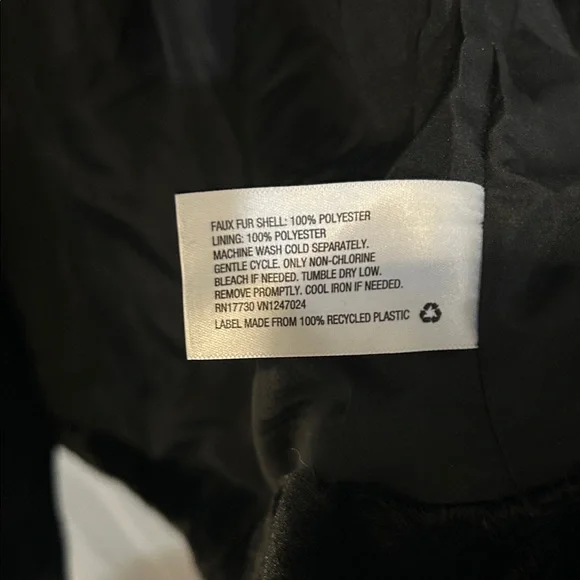 FAUX FUR SHELL: 100% POLYESTER
LINING: 100% POLYESTER
MACHINE WASH COLD SEPARATELY.
GENTLE CYCLE. ONLY NON-CHLORINE
BLEACH IF NEEDED. TUMBLE DRY LOW.
REMOVE PROMPTLY. COOL IRON IF NEEDED.
RN17730 VN1247024
LABEL MADE FROM 100% RECYCLED PLASTIC